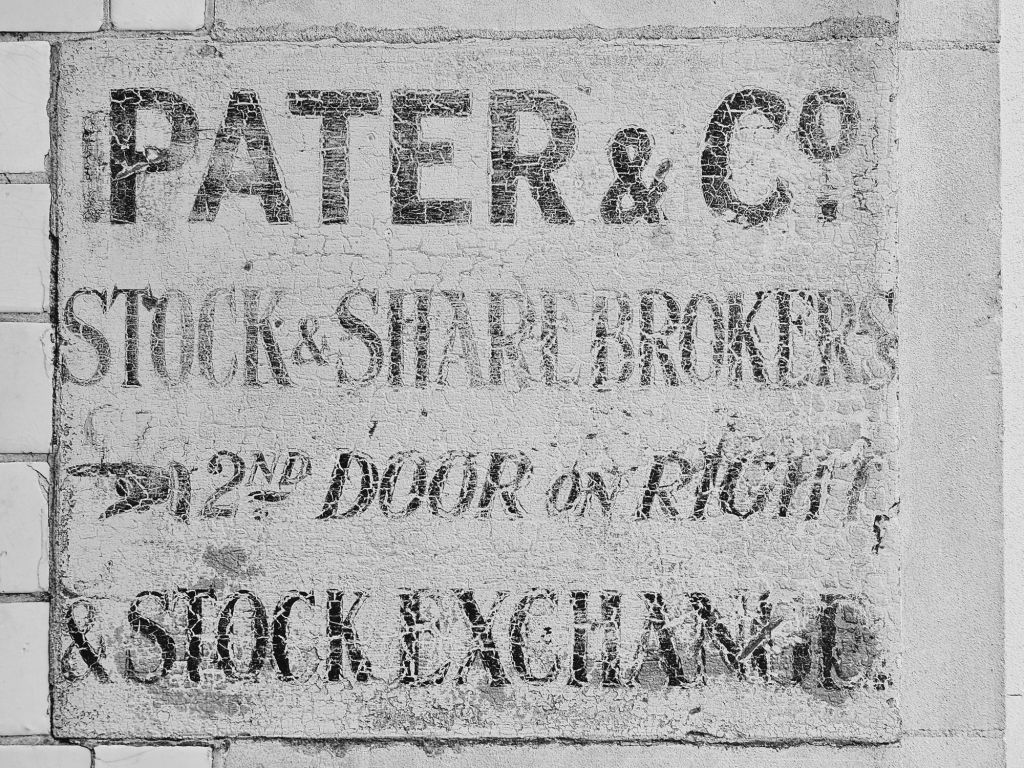 PATER & Co.
STOCK & SHARE BROKERS
2ND DOOR ON RIGHT
& STOCK EXCHANGE.